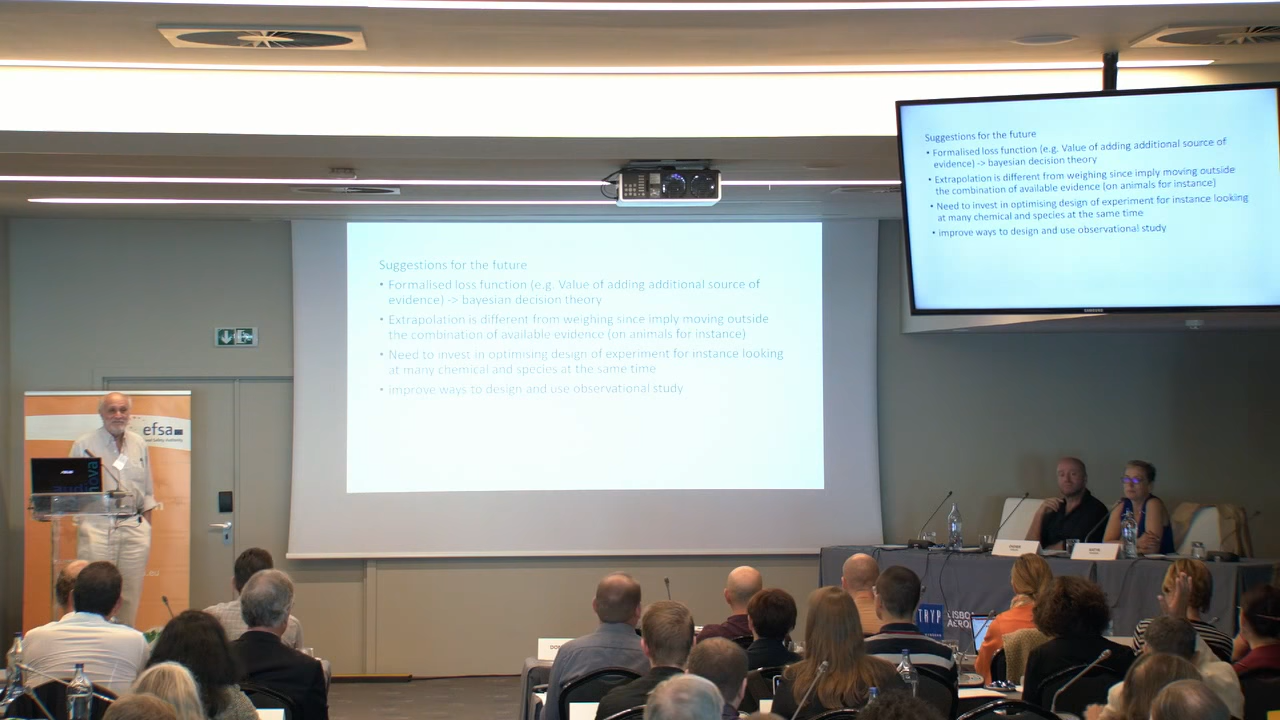 Suggestions for the future
• Formalised loss function (e.g. Value of adding additional source of
evidence) -> bayesian decision theory
• Extrapolation is different from weighing since imply moving outside
the combination of available evidence (on animals for instance)
• Need to invest in optimising design of experiment for instance looking
at many chemical and species at the same time
• improve ways to design and use observational study
Suggestions for the future
• Formalised loss function (e.g. Value of adding additional source of
evidence) -> bayesian decision theory
• Extrapolation is different from weighing since imply moving outside
the combination of available evidence (on animals for instance)
• Need to invest in optimising design of experiment for instance looking
at many chemical and species at the same time
• improve ways to design and use observational study
SAMSUNG
efsa
nova
TRYP
LISBO
AERO